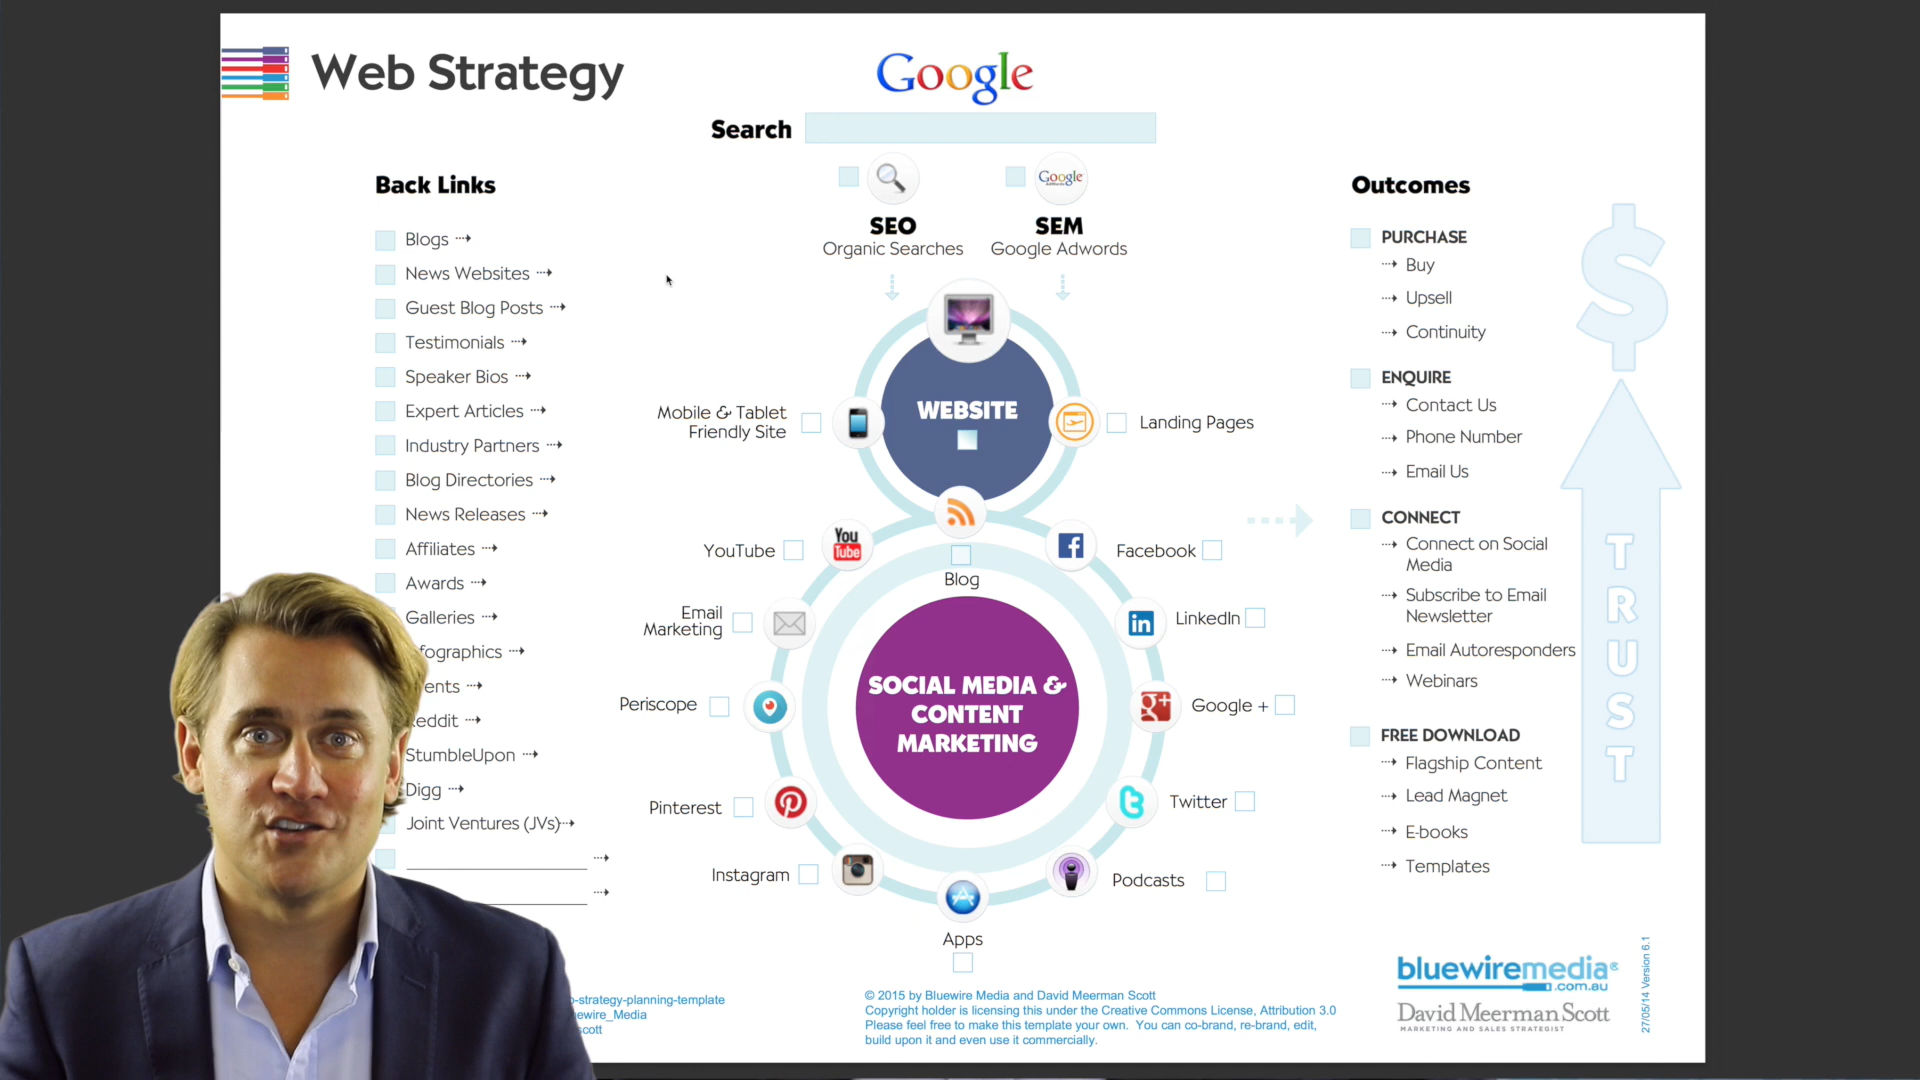 Web Strategy
Google
Search
Google
AdWords
SEO
Organic Searches
SEM
Google Adwords
Back Links
Blogs
News Websites
Guest Blog Posts
Testimonials
Speaker Bios
Expert Articles
Industry Partners
Blog Directories
News Releases
Affiliates
Awards
Galleries
fographics
ents
eddit
StumbleUpon
Digg
Joint Ventures (JVs)
WEBSITE
Mobile & Tablet
Friendly Site
Landing Pages
YouTube
You
Tube
Blog
Facebook
Email
Marketing
in
LinkedIn
Periscope
SOCIAL MEDIA &
CONTENT
MARKETING
g+
Google +
Pinterest
Twitter
Instagram
Podcasts
Apps
Outcomes
PURCHASE
Buy
Upsell
Continuity
ENQUIRE
Contact Us
Phone Number
Email Us
CONNECT
Connect on Social
Media
Subscribe to Email
Newsletter
Email Autoresponders
Webinars
FREE DOWNLOAD
Flagship Content
Lead Magnet
E-books
Templates
$
TRUST
o-strategy-planning-template
ewire_Media
scott
© 2015 by Bluewire Media and David Meerman Scott
Copyright holder is licensing this under the Creative Commons License, Attribution 3.0
Please feel free to make this template your own. You can co-brand, re-brand, edit,
build upon it and even use it commercially.
bluewiremedia®
.com.au
David Meerman Scott
MARKETING AND SALES STRATEGIST
27/05/14 Version 6.1